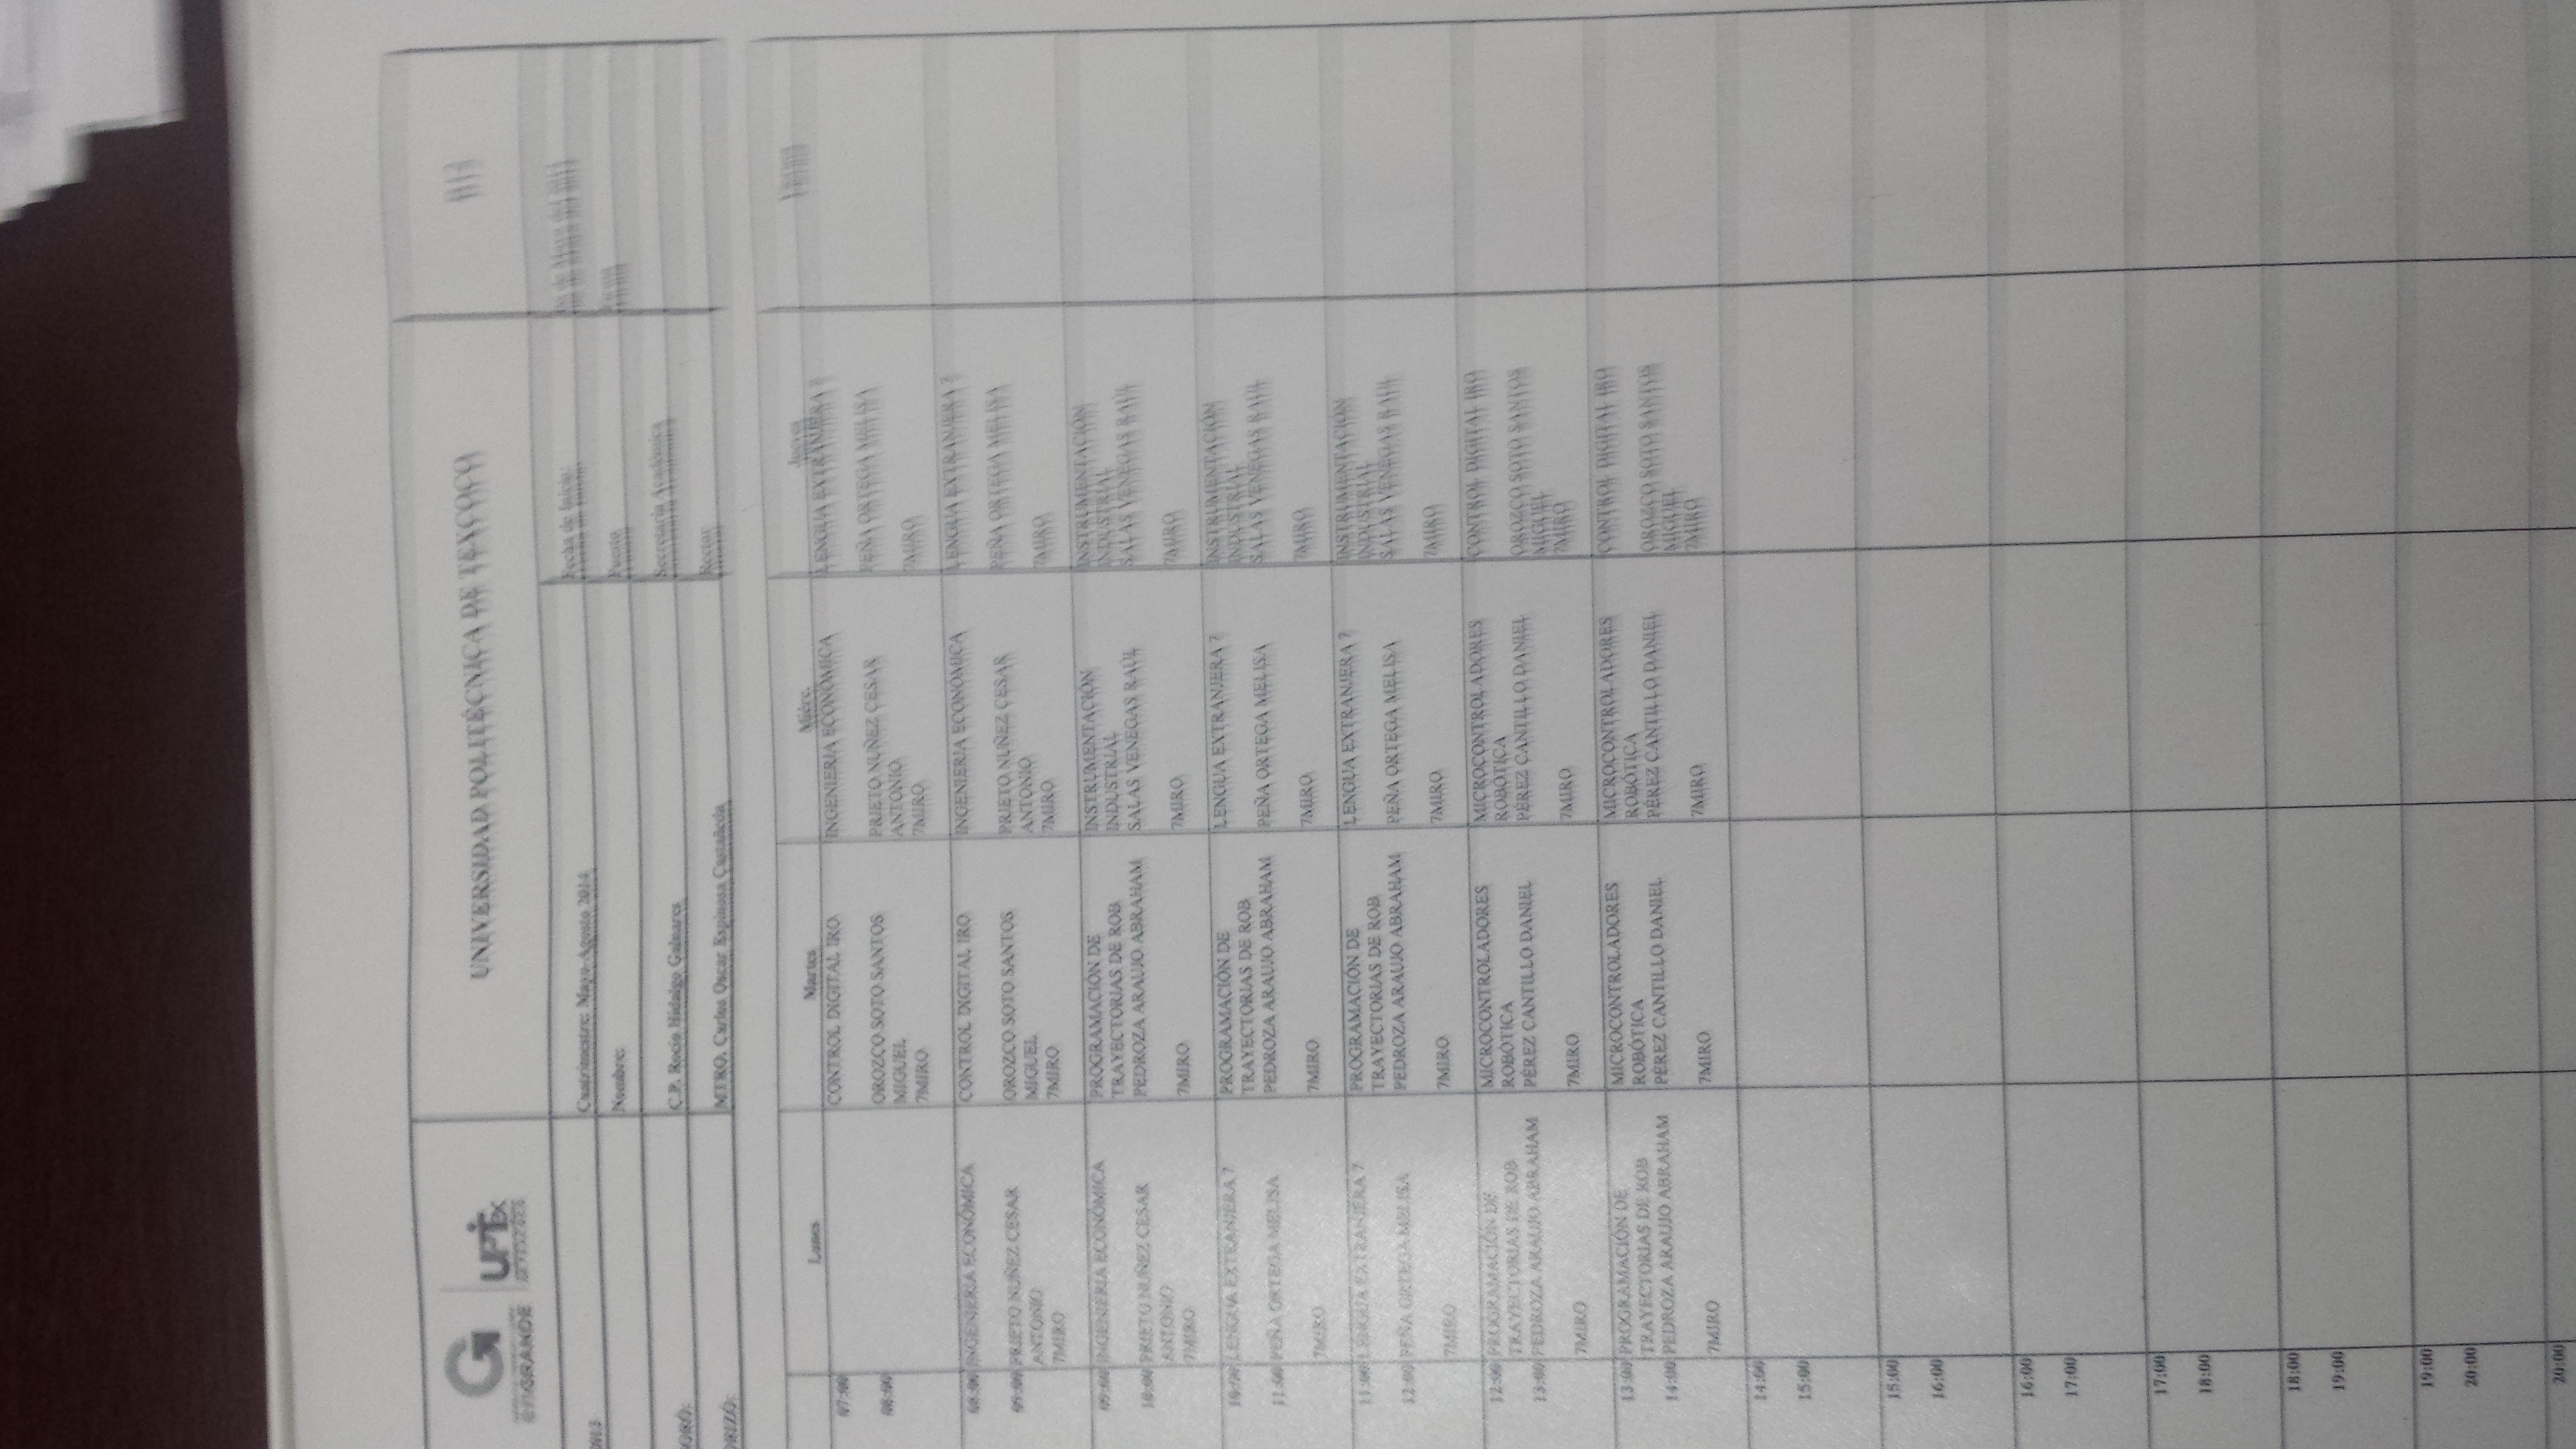 enGRANDE
UPTex
DE TEXCOCO
UNIVERSIDAD POLITÉCNICA DE TEXCOCO
Cuatrimestre: Mayo-Agosto 2014
Fecha de Inicio:
de Mayo del
Nombre:
Puesto
Firma
ORÓ:
C.P. Rocío Hidalgo Galnares
Secretaria Académica
ORIZÓ:
MTRO. Carlos Oscar Espinosa Castañeda
Rector
Lunes
Martes
Miérc.
Jueves
07:00
CONTROL DIGITAL IRO
INGENIERIA ECONÓMICA
LENGUA EXTRANJERA 7
08:00
OROZCO SOTO SANTOS
MIGUEL
7MIRO
PRIETO NUÑEZ CESAR
ANTONIO
7MIRO
PEÑA ORTEGA MELISA
7MIRO
08:00
INGENIERIA ECONÓMICA
CONTROL DIGITAL IRO
INGENIERIA ECONÓMICA
LENGUA EXTRANJERA 7
09:00
PRIETO NUÑEZ CESAR
ANTONIO
7MIRO
OROZCO SOTO SANTOS
MIGUEL
7MIRO
PRIETO NUÑEZ CESAR
ANTONIO
7MIRO
PEÑA ORTEGA MELISA
7MIRO
09:00
INGENIERIA ECONÓMICA
PROGRAMACIÓN DE
TRAYECTORIAS DE ROB
INSTRUMENTACIÓN
INDUSTRIAL
INSTRUMENTACIÓN
INDUSTRIAL
10:00
PRIETO NUÑEZ CESAR
ANTONIO
7MIRO
PEDROZA ARAUJO ABRAHAM
7MIRO
SALAS VENEGAS RAÚL
7MIRO
SALAS VENEGAS RAÚL
7MIRO
10:00
LENGUA EXTRANJERA 7
PROGRAMACIÓN DE
TRAYECTORIAS DE ROB
LENGUA EXTRANJERA 7
INSTRUMENTACIÓN
INDUSTRIAL
11:00
PEÑA ORTEGA MELISA
7MIRO
PEDROZA ARAUJO ABRAHAM
7MIRO
PEÑA ORTEGA MELISA
7MIRO
SALAS VENEGAS RAÚL
7MIRO
11:00
LENGUA EXTRANJERA 7
PROGRAMACIÓN DE
TRAYECTORIAS DE ROB
LENGUA EXTRANJERA 7
INSTRUMENTACIÓN
INDUSTRIAL
12:00
PEÑA ORTEGA MELISA
7MIRO
PEDROZA ARAUJO ABRAHAM
7MIRO
PEÑA ORTEGA MELISA
7MIRO
SALAS VENEGAS RAÚL
7MIRO
12:00
PROGRAMACIÓN DE
TRAYECTORIAS DE ROB
MICROCONTROLADORES
ROBÓTICA
MICROCONTROLADORES
ROBÓTICA
CONTROL DIGITAL IRO
13:00
PEDROZA ARAUJO ABRAHAM
7MIRO
PÉREZ CANTILLO DANIEL
7MIRO
PÉREZ CANTILLO DANIEL
7MIRO
OROZCO SOTO SANTOS
MIGUEL
7MIRO
13:00
PROGRAMACIÓN DE
TRAYECTORIAS DE ROB
MICROCONTROLADORES
ROBÓTICA
MICROCONTROLADORES
ROBÓTICA
CONTROL DIGITAL IRO
14:00
PEDROZA ARAUJO ABRAHAM
7MIRO
PÉREZ CANTILLO DANIEL
7MIRO
PÉREZ CANTILLO DANIEL
7MIRO
OROZCO SOTO SANTOS
MIGUEL
7MIRO
14:00
15:00
15:00
16:00
16:00
17:00
17:00
18:00
18:00
19:00
19:00
20:00
20:00